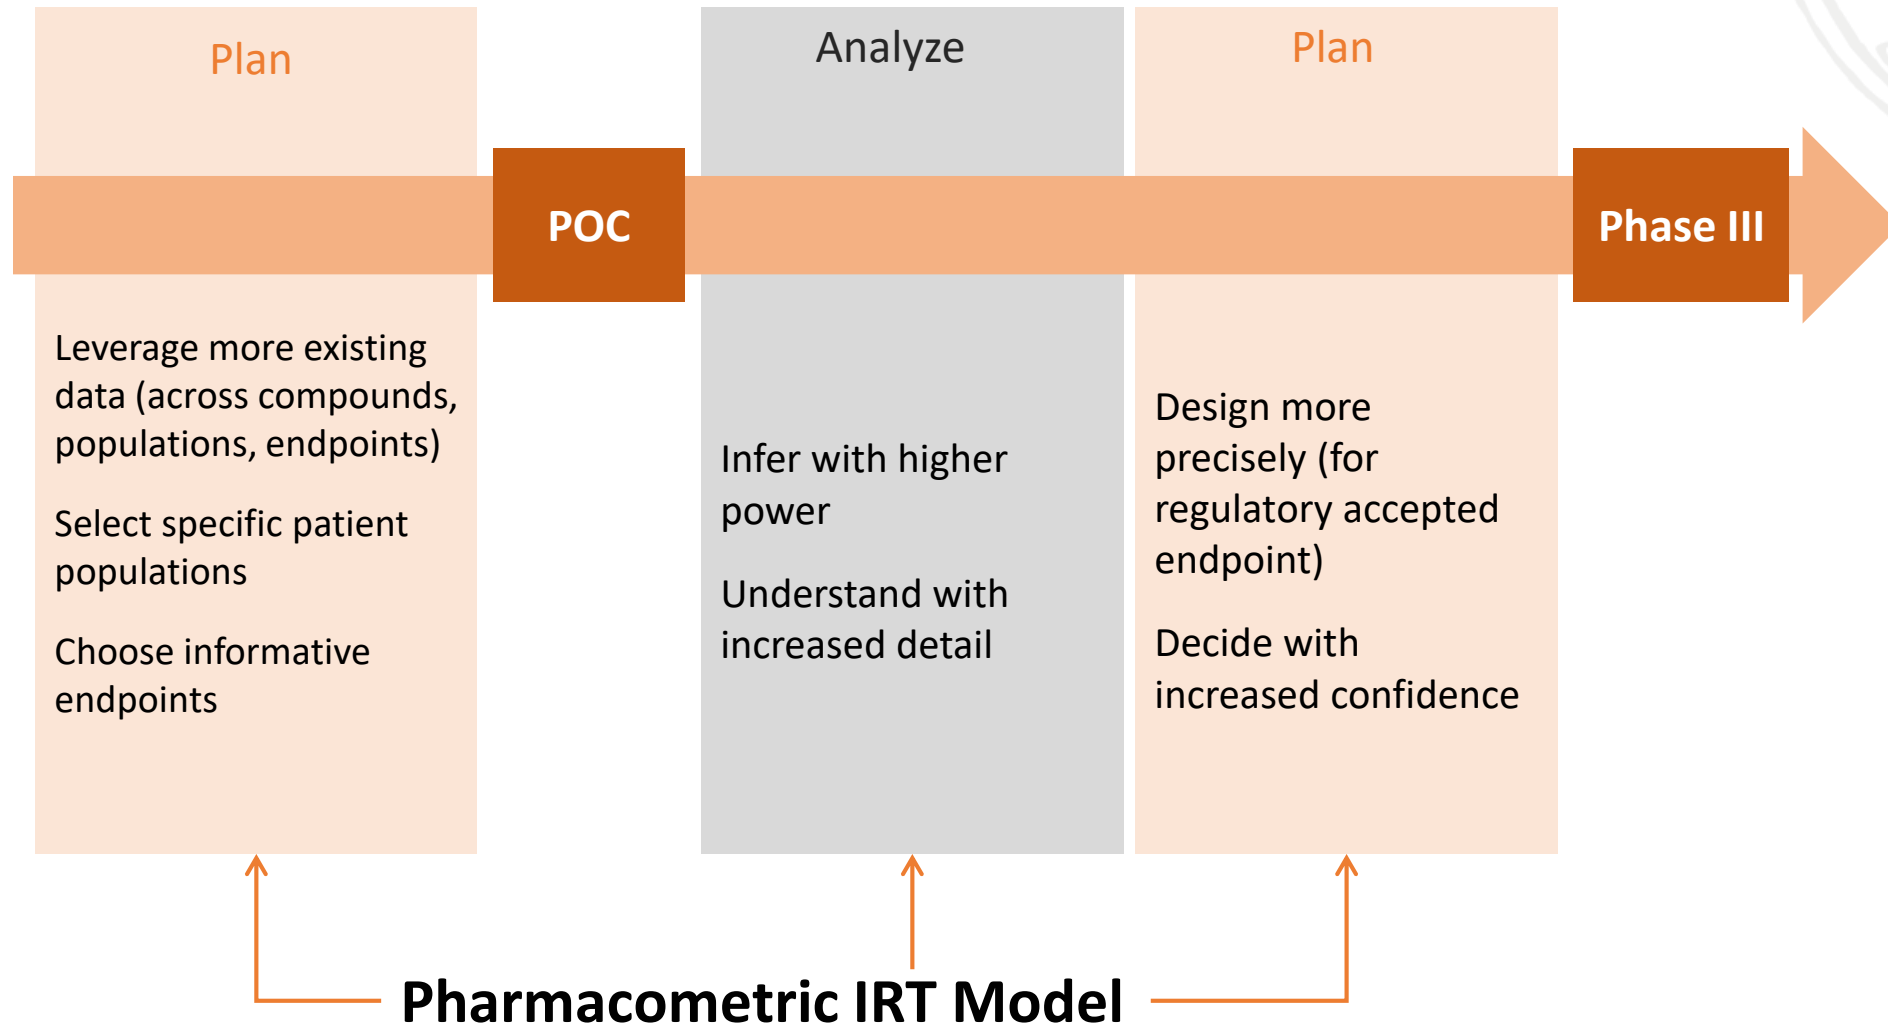 Plan
Analyze
Plan
POC
Phase III
Leverage more existing
data (across compounds,
populations, endpoints)
Select specific patient
populations
Choose informative
endpoints
Infer with higher
power
Understand with
increased detail
Design more
precisely (for
regulatory accepted
endpoint)
Decide with
increased confidence
Pharmacometric IRT Model